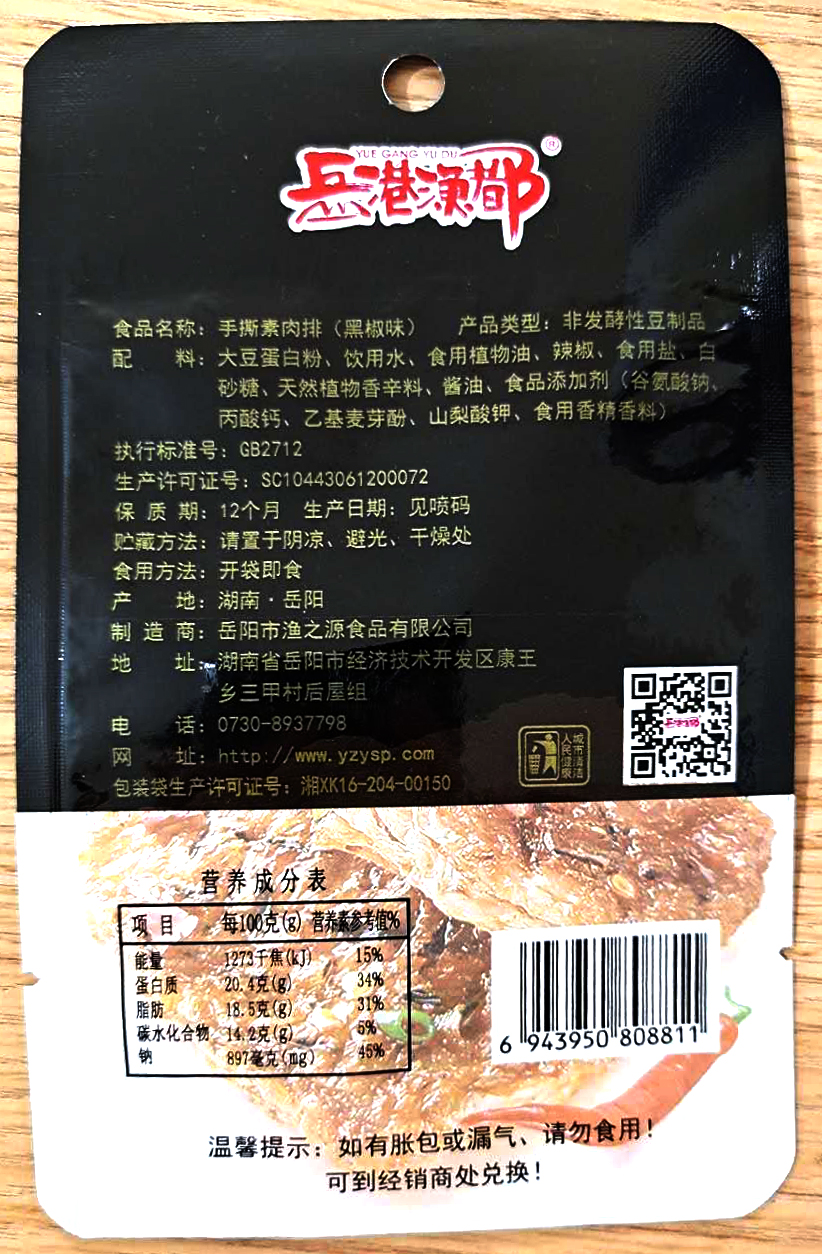 YUE GANG YU DU
岳港渔都®
食品名称：手撕素肉排（黑椒味） 产品类型：非发酵性豆制品
配 料：大豆蛋白粉、饮用水、食用植物油、辣椒、食用盐、白
砂糖、天然植物香辛料、酱油、食品添加剂（谷氨酸钠、
丙酸钙、乙基麦芽酚、山梨酸钾、食用香精香料）
执行标准号：GB2712
生产许可证号：SC10443061200072
保 质 期：12个月 生产日期：见喷码
贮藏方法：请置于阴凉、避光、干燥处
食用方法：开袋即食
产 地：湖南·岳阳
制 造 商：岳阳市渔之源食品有限公司
地 址：湖南省岳阳市经济技术开发区康王
乡三甲村后屋组
电 话：0730-8937798
网 址：http://www.yzysp.com
包装袋生产许可证号：湘XK16-204-00150
城市清洁
人民健康
岳港渔都
营养成分表
项 目 每100克(g) 营养素参考值%
能量 1273千焦(kJ) 15%
蛋白质 20.4克(g) 34%
脂肪 18.5克(g) 31%
碳水化合物 14.2克(g) 5%
钠 897毫克(mg) 45%
6 943950 808811
温馨提示：如有胀包或漏气、请勿食用！
可到经销商处兑换！